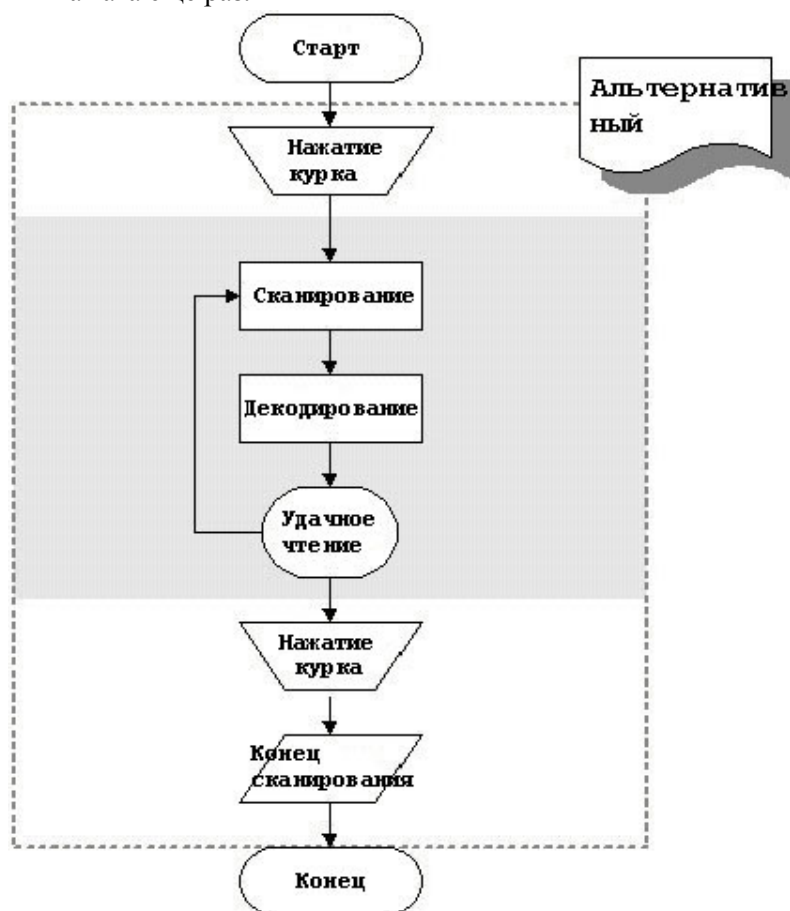 Старт
Альтернатив
ный
Нажатие
курка
Сканирование
Декодирование
Удачное
чтение
Нажатие
курка
Конец
сканирования
Конец